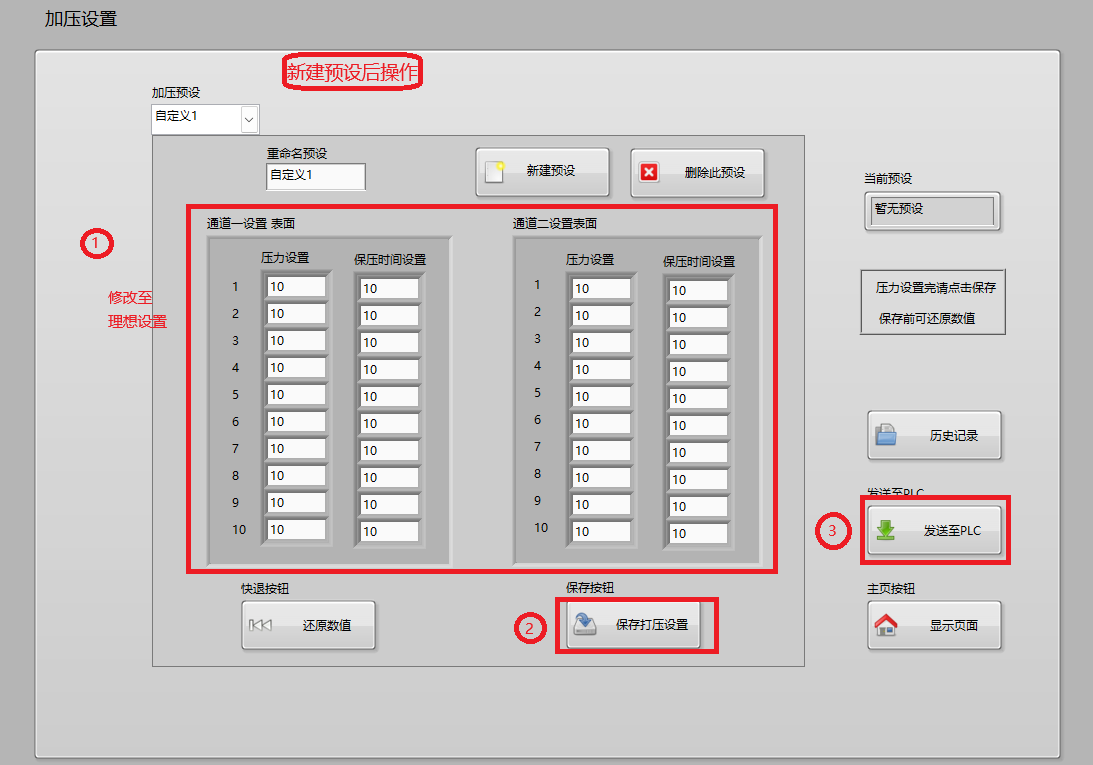 加压设置
新建预设后操作
加压预设
自定义1
重命名预设
自定义1
新建预设
删除此预设
当前预设
暂无预设
1
修改至
理想设置
通道一设置 表面
压力设置 保压时间设置
1 10 10
2 10 10
3 10 10
4 10 10
5 10 10
6 10 10
7 10 10
8 10 10
9 10 10
10 10 10
通道二设置表面
压力设置 保压时间设置
1 10 10
2 10 10
3 10 10
4 10 10
5 10 10
6 10 10
7 10 10
8 10 10
9 10 10
10 10 10
压力设置完请点击保存
保存前可还原数值
历史记录
发送至PLC
3
发送至PLC
快退按钮
还原数值
保存按钮
2
保存打压设置
主页按钮
显示页面